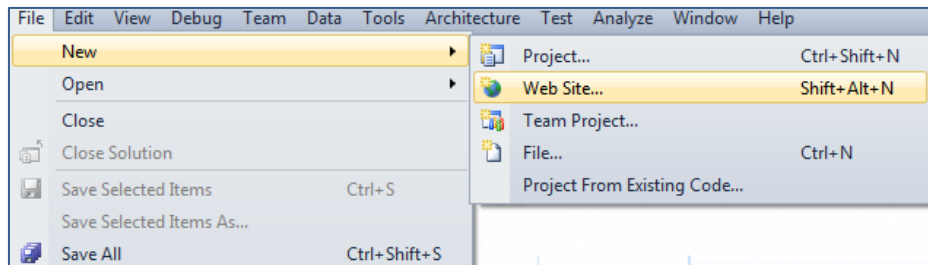 File Edit View Debug Team Data Tools Architecture Test Analyze Window Help
New
Open
Close
Close Solution
Save Selected Items Ctrl+S
Save Selected Items As...
Save All Ctrl+Shift+S
Project... Ctrl+Shift+N
Web Site... Shift+Alt+N
Team Project...
File... Ctrl+N
Project From Existing Code...